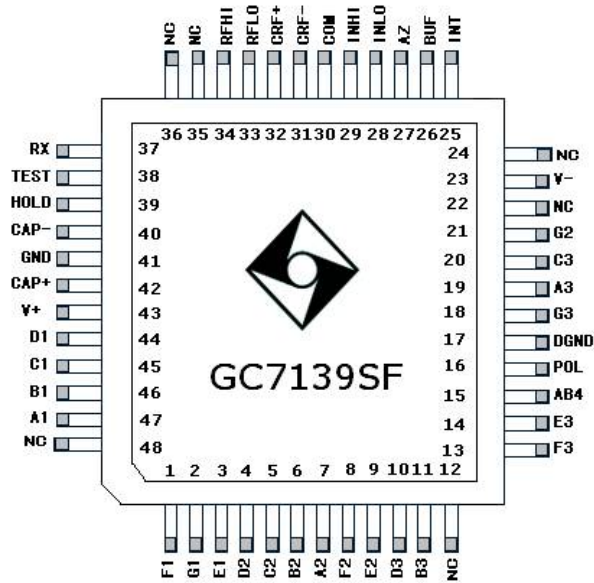 NC NC RFHI RFLO CRF+ CRF- COM INHI INLO AZ BUF INT
36 35 34 33 32 31 30 29 28 27 26 25
RX 37 24 NC
TEST 38 23 V-
HOLD 39 22 NC
CAP- 40 21 G2
GND 41 20 C3
CAP+ 42 19 A3
V+ 43 18 G3
D1 44 17 DGND
C1 45 16 POL
B1 46 15 AB4
A1 47 14 E3
NC 48 13 F3
GC7139SF
1 2 3 4 5 6 7 8 9 10 11 12
F1 G1 E1 D2 C2 B2 A2 F2 E2 D3 B3 NC